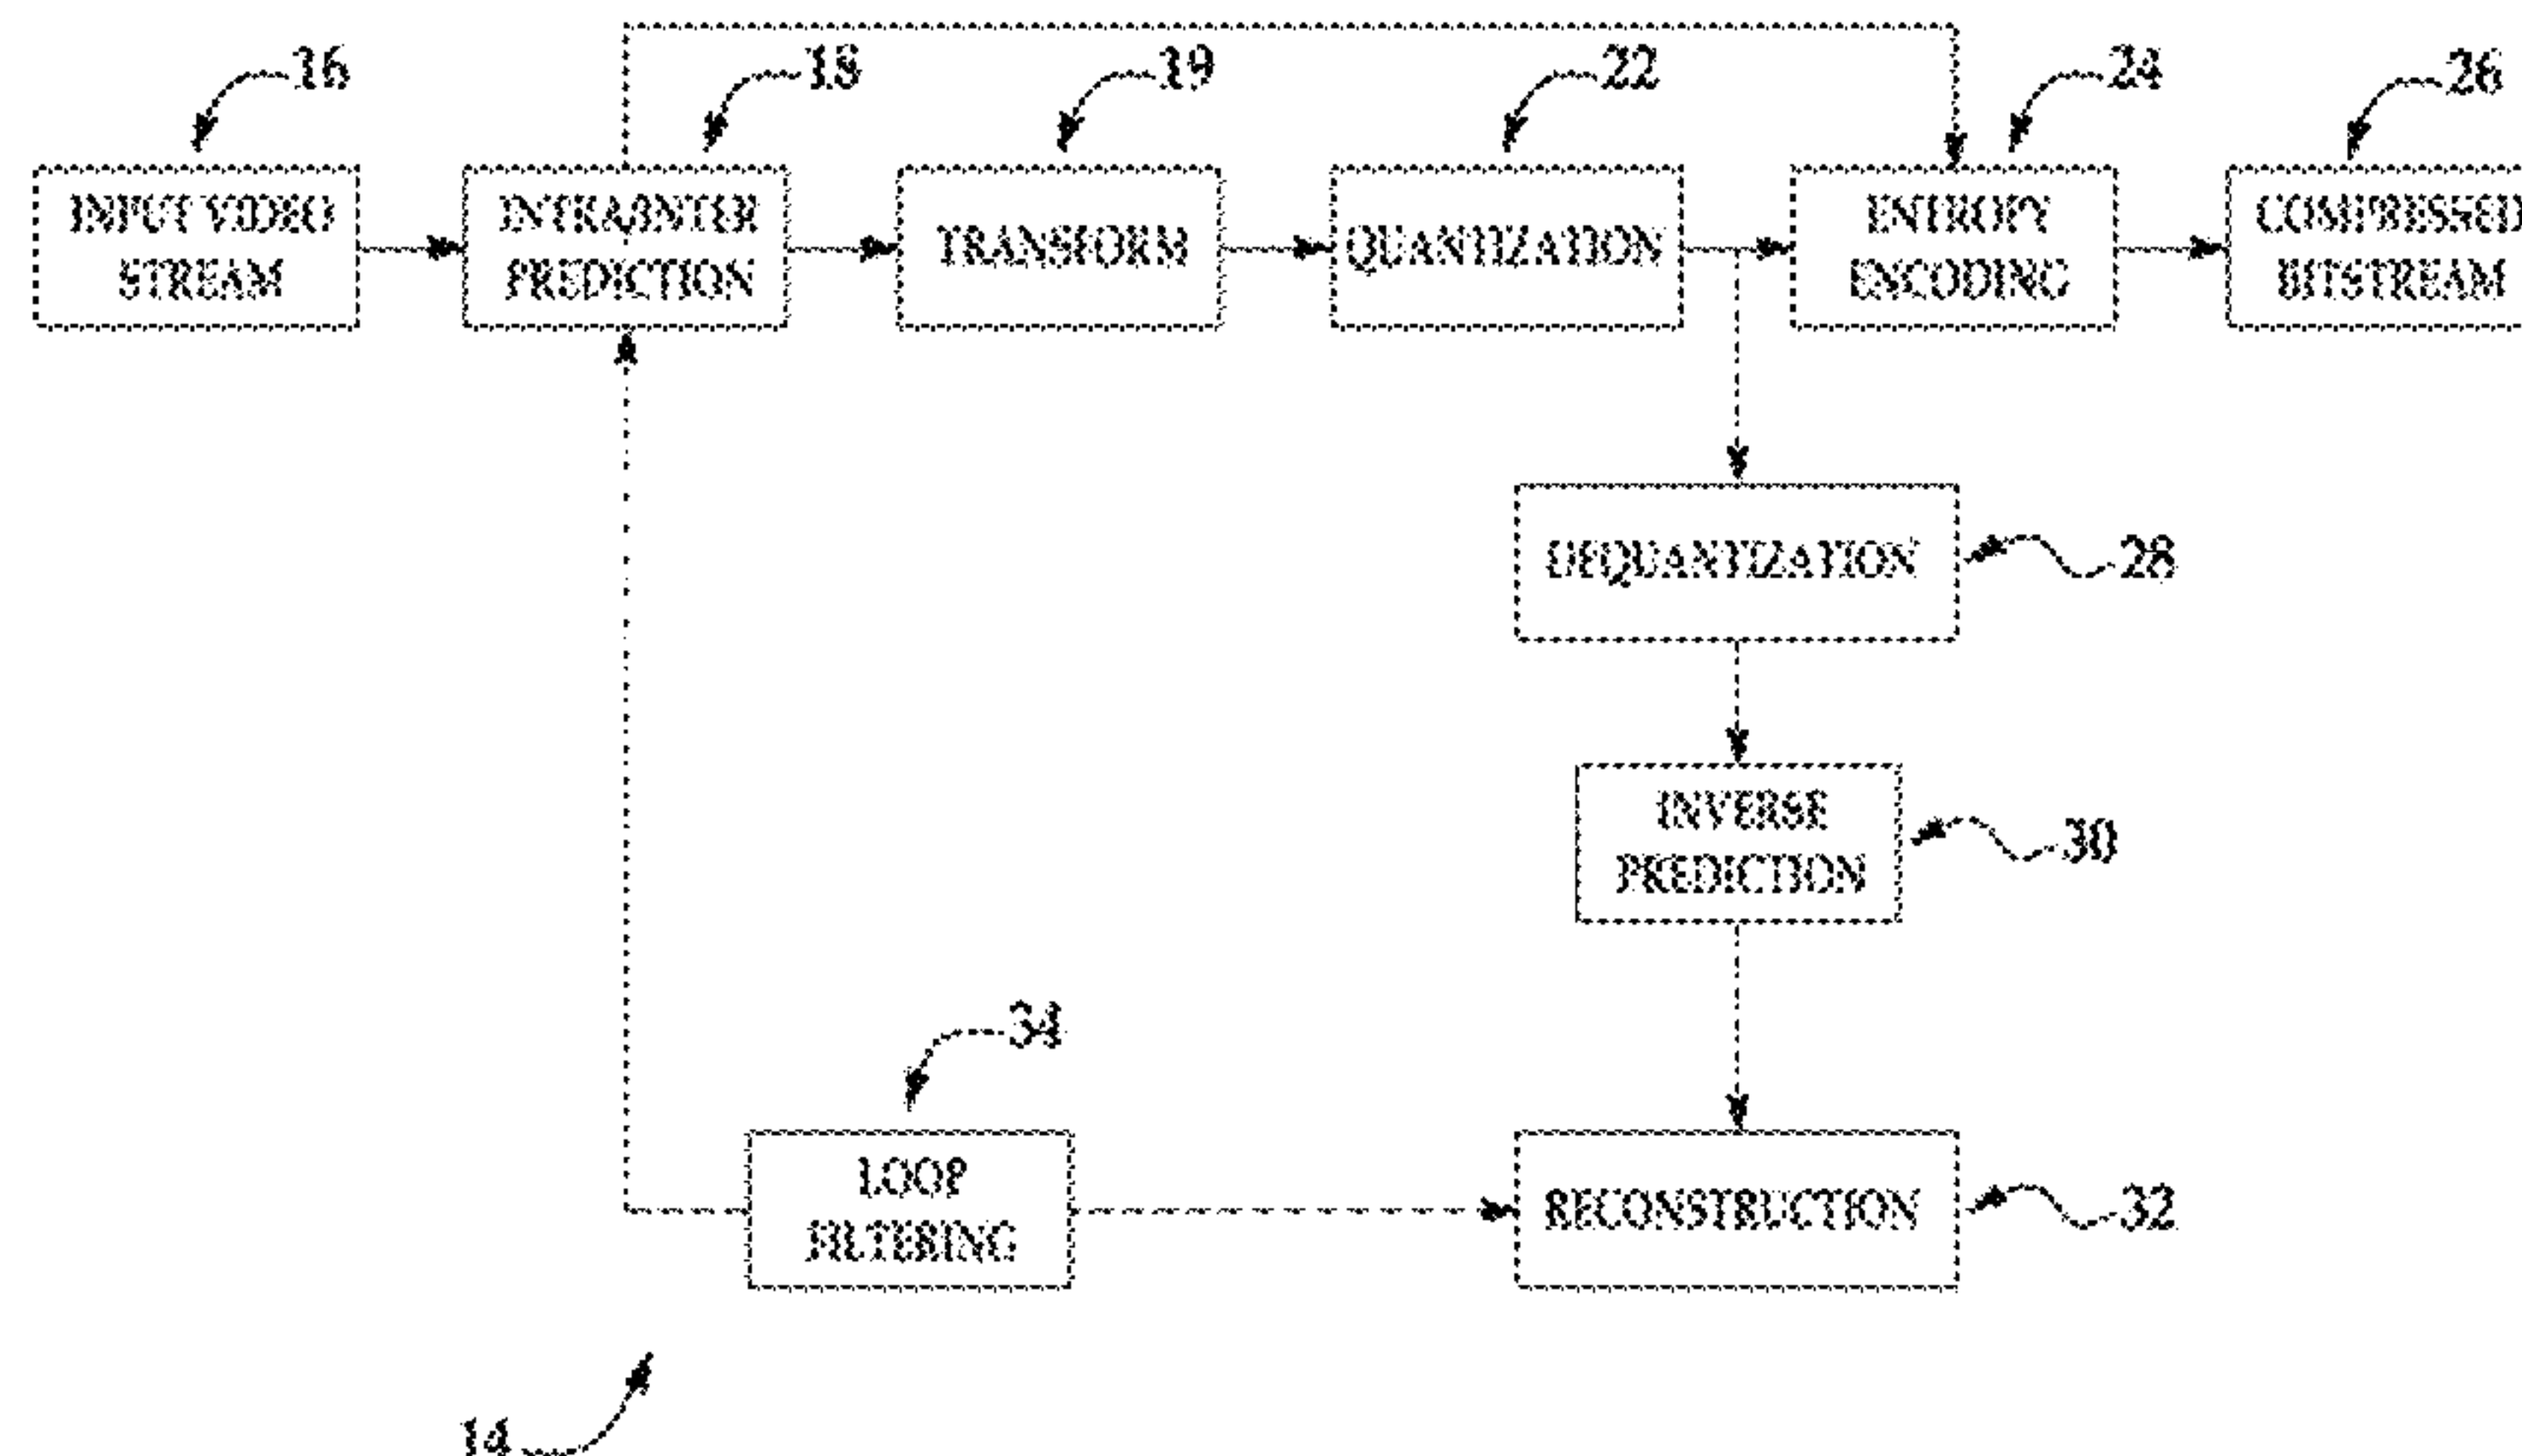 16
18
19
22
24
26
INPUT VIDEO
STREAM
INTRA/INTER
PREDICTION
TRANSFORM
QUANTIZATION
ENTROPY
ENCODING
COMPRESSED
BITSTREAM
DEQUANTIZATION
28
INVERSE
PREDICTION
30
34
LOOP
FILTERING
RECONSTRUCTION
32
14